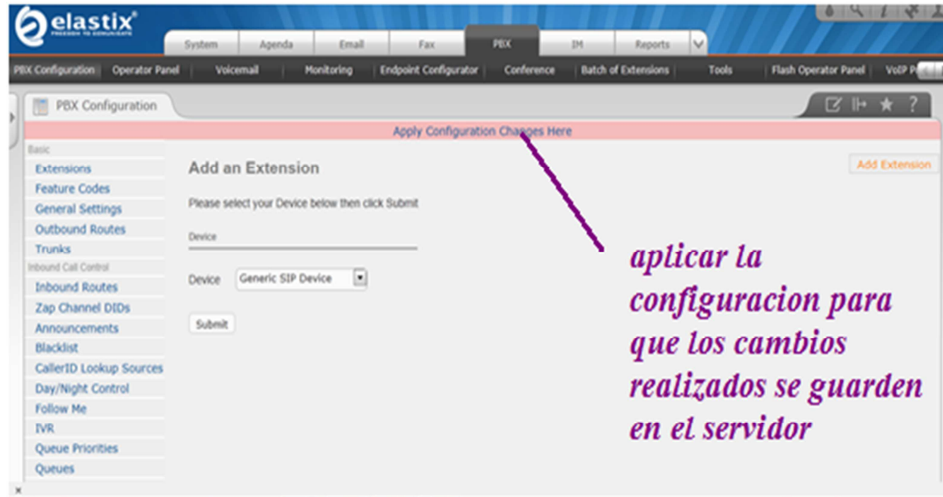 elastix
FREEDOM TO COMMUNICATE
System Agenda Email Fax PBX IM Reports
PBX Configuration Operator Panel Voicemail Monitoring Endpoint Configurator Conference Batch of Extensions Tools Flash Operator Panel VoIP
PBX Configuration
Apply Configuration Changes Here
Basic
Extensions
Feature Codes
General Settings
Outbound Routes
Trunks
Inbound Call Control
Inbound Routes
Zap Channel DIDs
Announcements
Blacklist
CallerID Lookup Sources
Day/Night Control
Follow Me
IVR
Queue Priorities
Queues
Add an Extension
Add Extension
Please select your Device below then click Submit
Device
Device Generic SIP Device
Submit
aplicar la
configuracion para
que los cambios
realizados se guarden
en el servidor